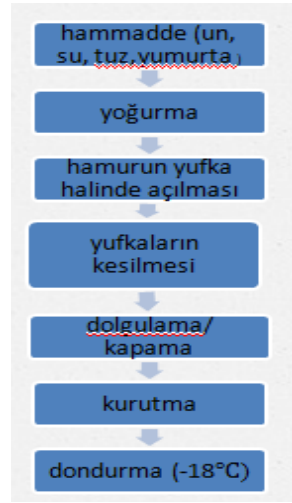 hammadde (un,
su, tuz,yumurta )
yoğurma
hamurun yufka
halinde açılması
yufkaların
kesilmesi
dolgulama/
kapama
kurutma
dondurma (-18°C)